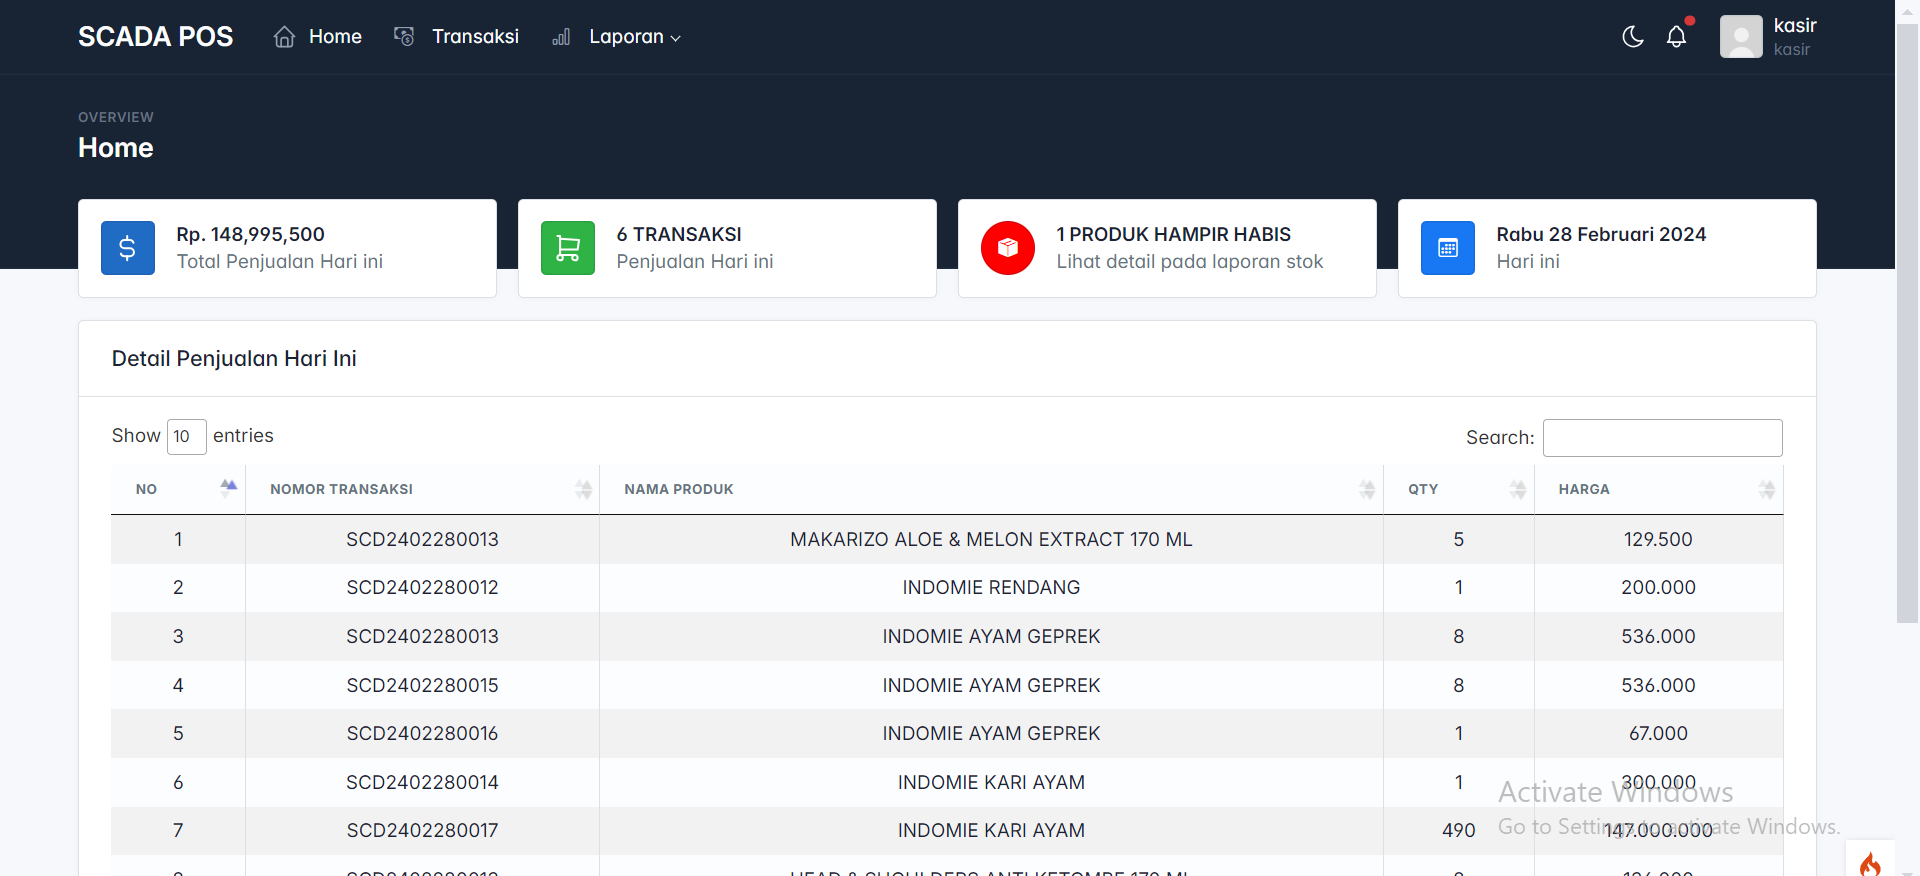 SCADA POS Home Transaksi Laporan kasir
kasir
OVERVIEW
Home
Rp. 148,995,500
Total Penjualan Hari ini
6 TRANSAKSI
Penjualan Hari ini
1 PRODUK HAMPIR HABIS
Lihat detail pada laporan stok
Rabu 28 Februari 2024
Hari ini
Detail Penjualan Hari Ini
Show 10 entries Search:
NO NOMOR TRANSAKSI NAMA PRODUK QTY HARGA
1 SCD2402280013 MAKARIZO ALOE & MELON EXTRACT 170 ML 5 129.500
2 SCD2402280012 INDOMIE RENDANG 1 200.000
3 SCD2402280013 INDOMIE AYAM GEPREK 8 536.000
4 SCD2402280015 INDOMIE AYAM GEPREK 8 536.000
5 SCD2402280016 INDOMIE AYAM GEPREK 1 67.000
6 SCD2402280014 INDOMIE KARI AYAM 1 300.000
Activate Windows
7 SCD2402280017 INDOMIE KARI AYAM 490 147.000.000
Go to Settings to activate Windows.